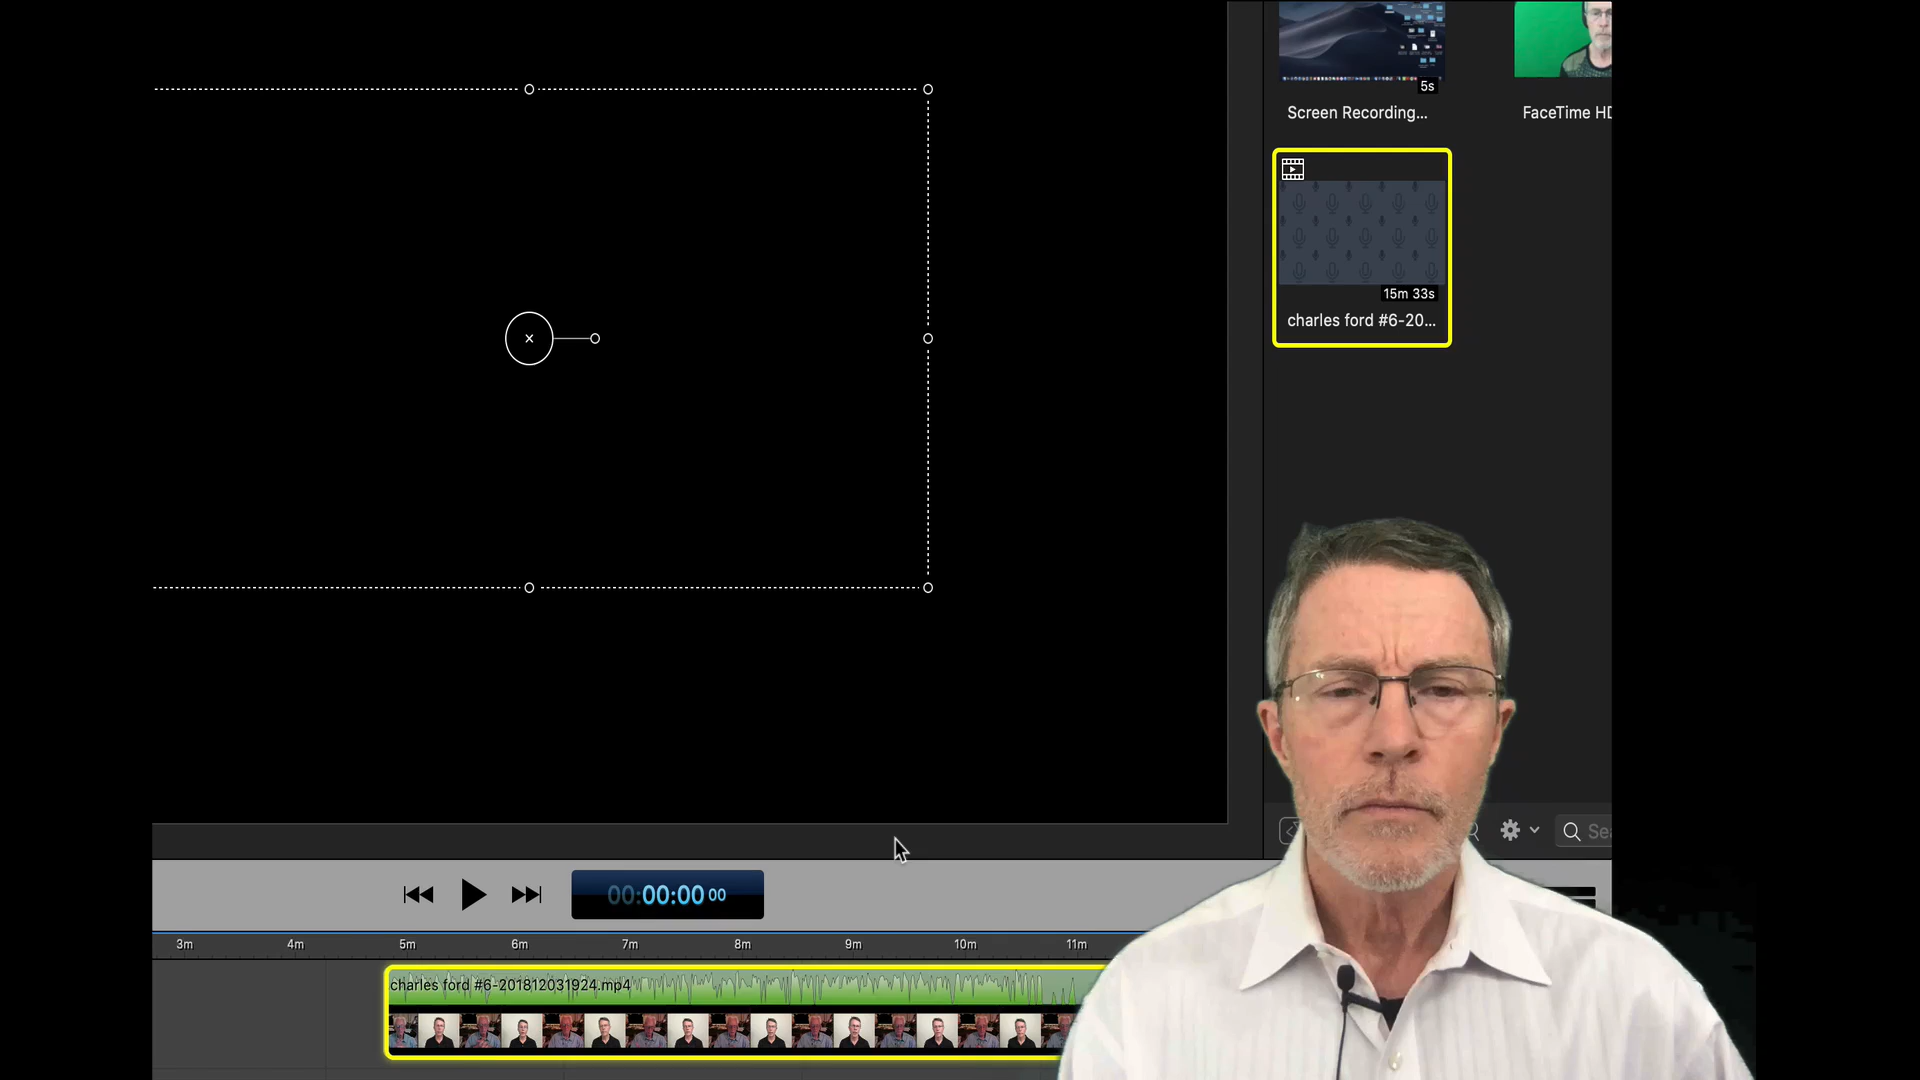 5s
Screen Recording...
FaceTime HD
15m 33s
charles ford #6-20...
Sea
00:00:00 00
3m 4m 5m 6m 7m 8m 9m 10m 11m
charles ford #6-201812031924.mp4